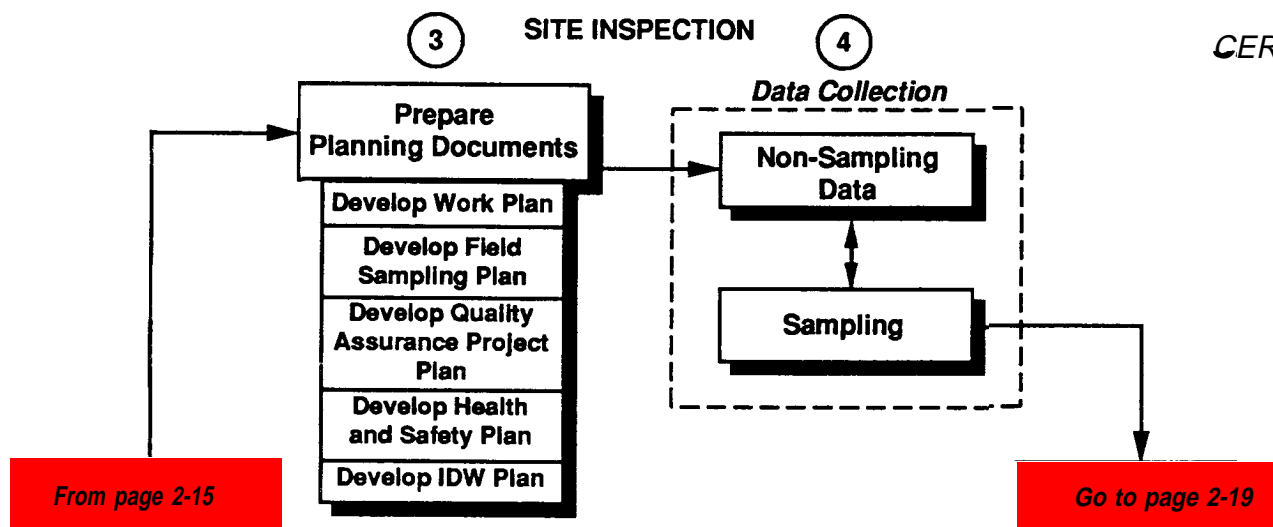 SITE INSPECTION
3
4
CER
Data Collection
Prepare
Planning Documents
Non-Sampling
Data
Develop Work Plan
Develop Field
Sampling Plan
Develop Quality
Assurance Project
Plan
Sampling
Develop Health
and Safety Plan
Develop IDW Plan
From page 2-15
Go to page 2-19